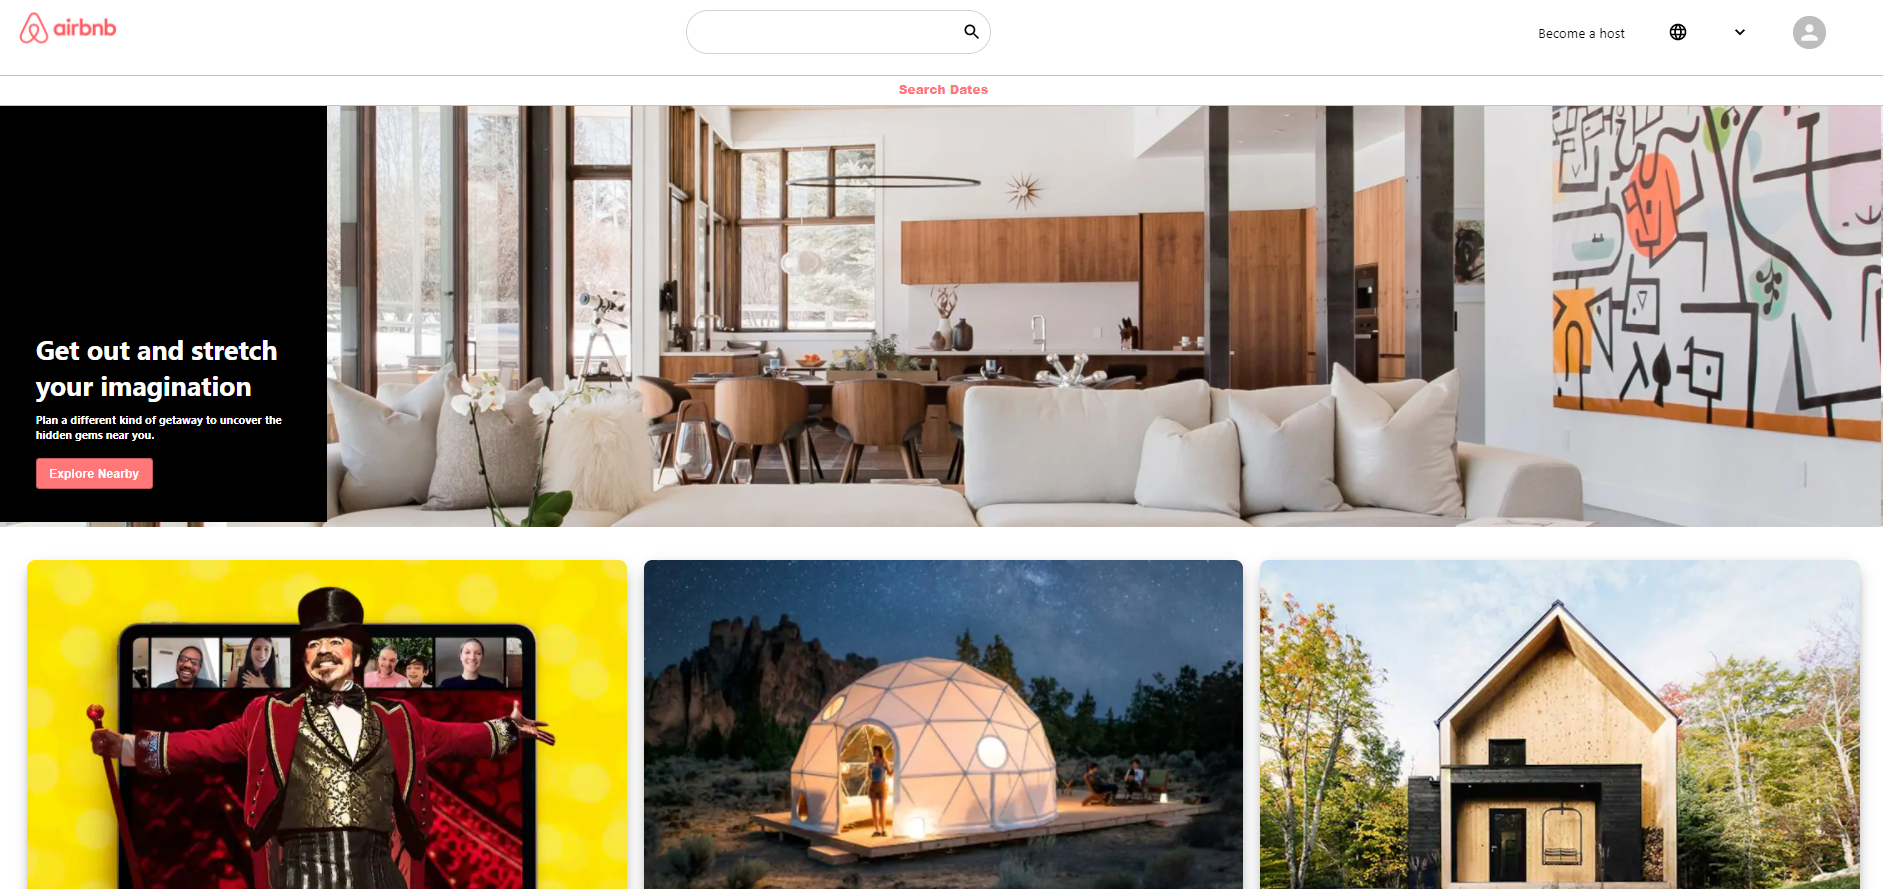 airbnb
Become a host
Search Dates
Get out and stretch
your imagination
Plan a different kind of getaway to uncover the
hidden gems near you.
Explore Nearby